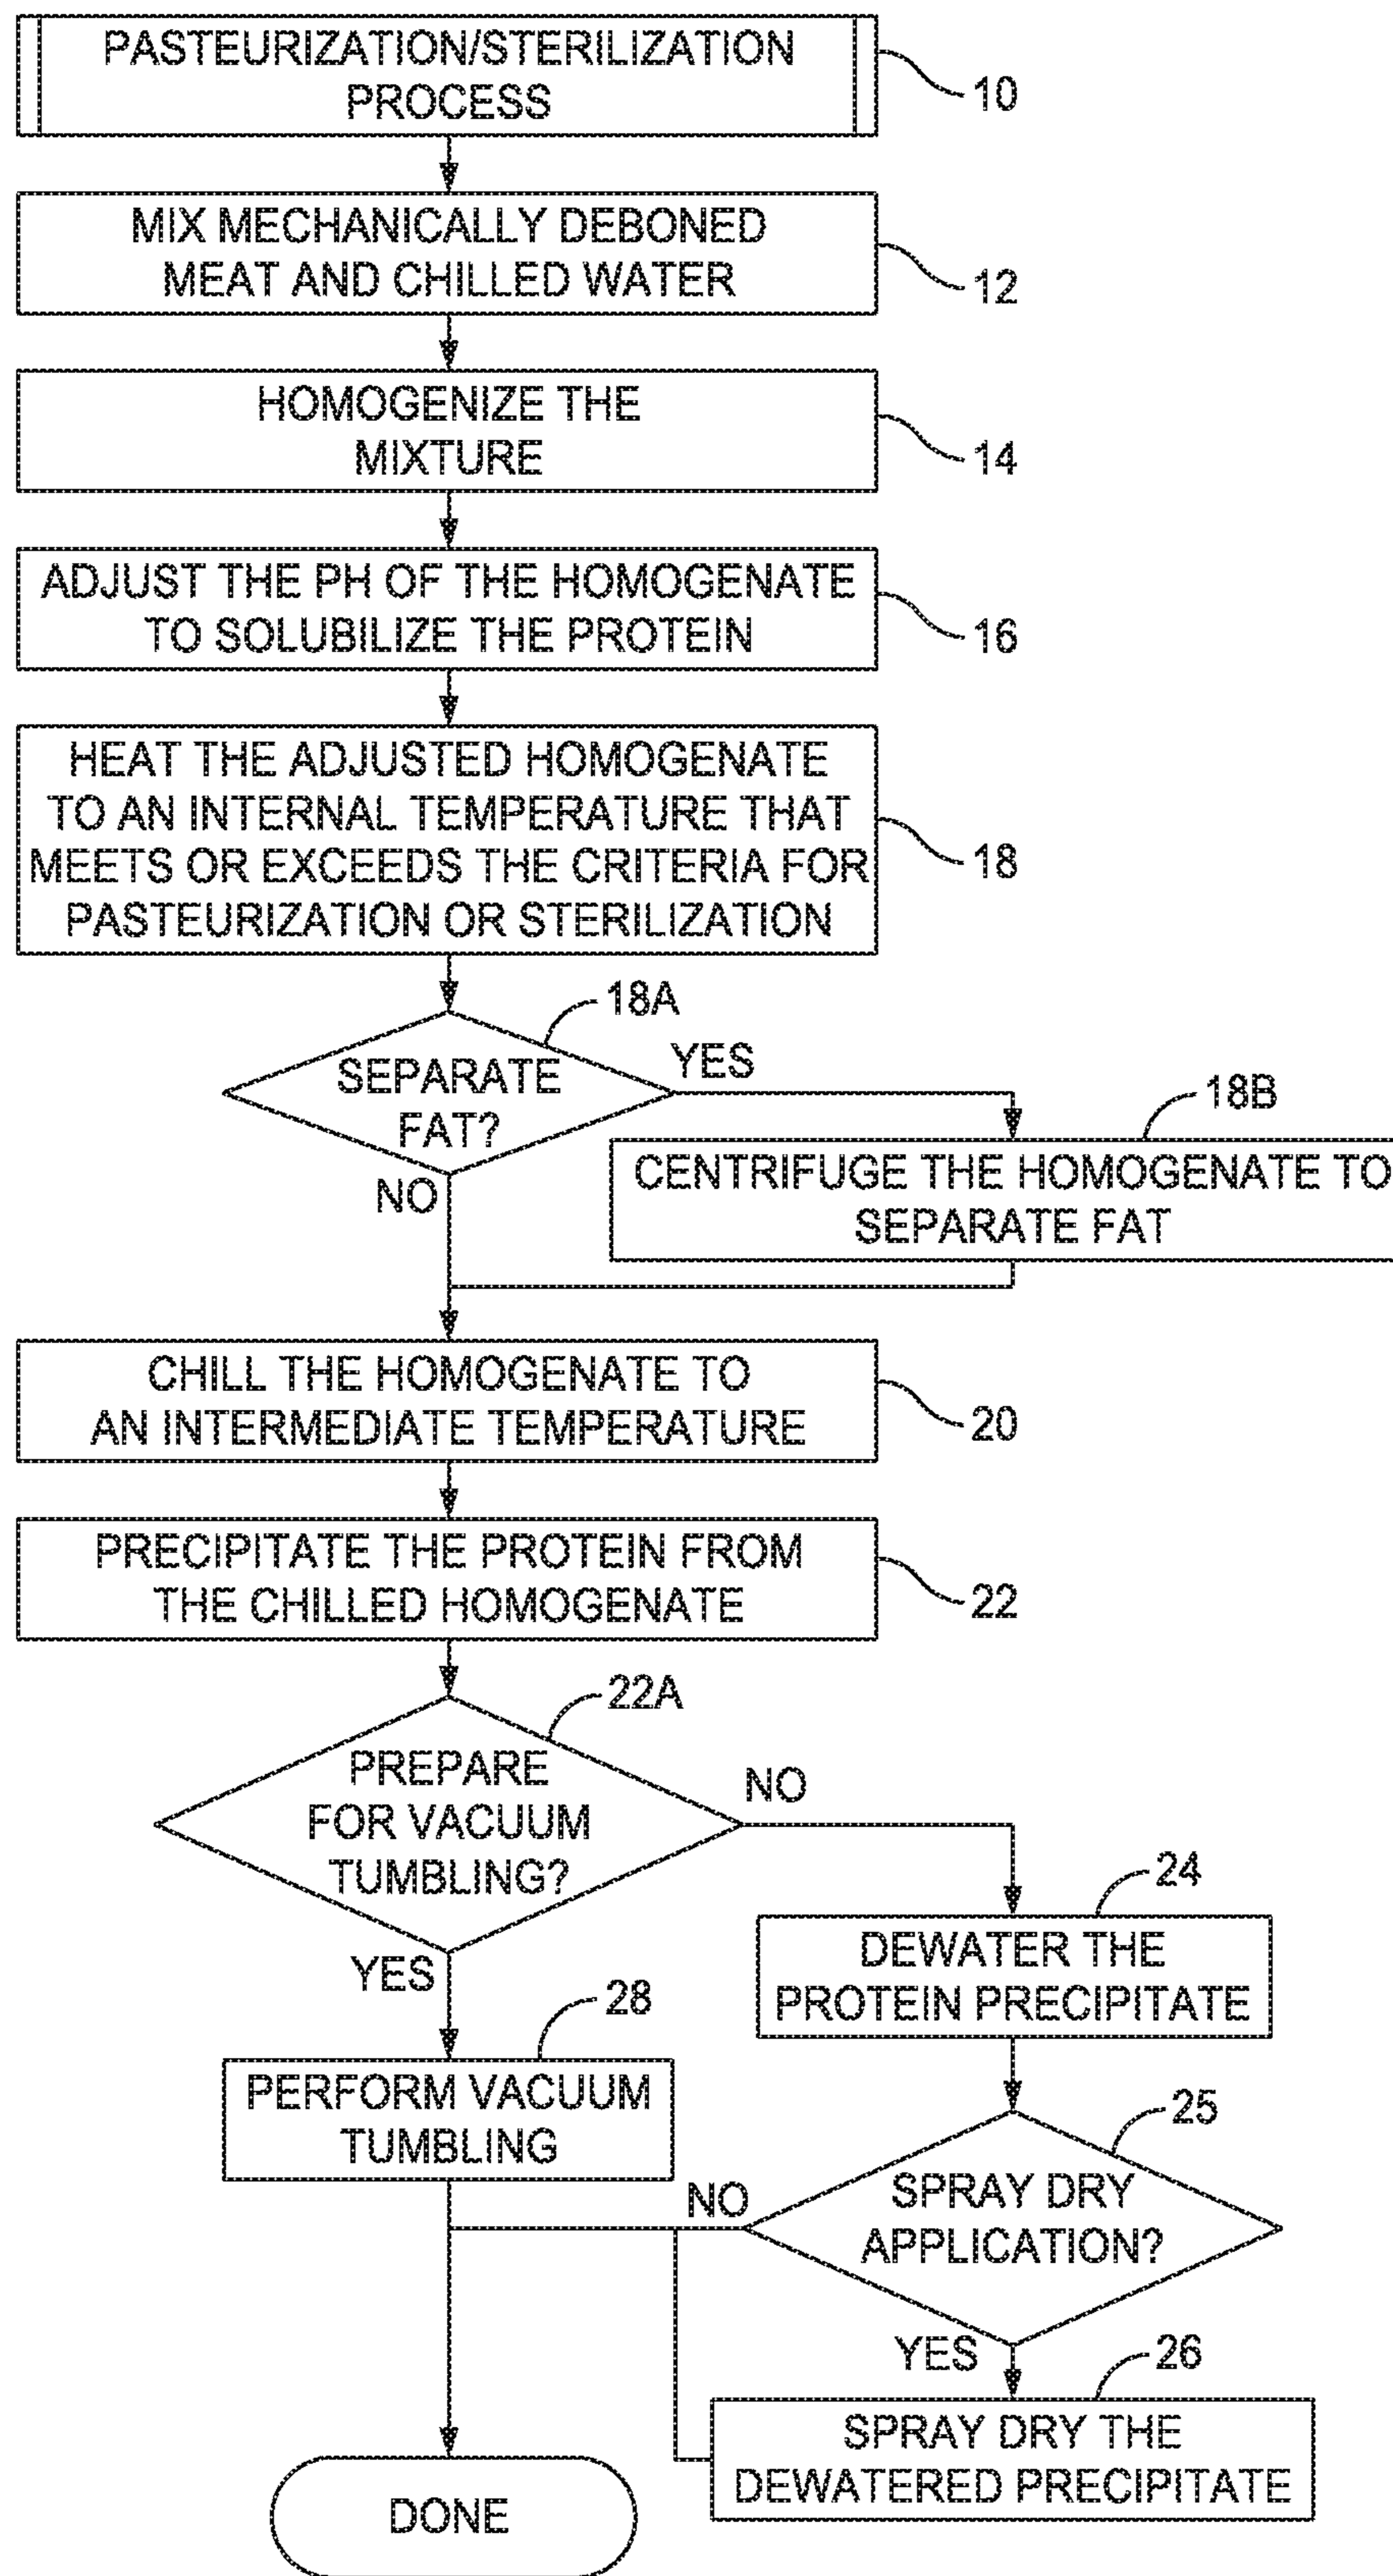 PASTEURIZATION/STERILIZATION
PROCESS
10
MIX MECHANICALLY DEBONED
MEAT AND CHILLED WATER
12
HOMOGENIZE THE
MIXTURE
14
ADJUST THE PH OF THE HOMOGENATE
TO SOLUBILIZE THE PROTEIN
16
HEAT THE ADJUSTED HOMOGENATE
TO AN INTERNAL TEMPERATURE THAT
MEETS OR EXCEEDS THE CRITERIA FOR
PASTEURIZATION OR STERILIZATION
18
18A
SEPARATE
FAT?
YES
NO
18B
CENTRIFUGE THE HOMOGENATE TO
SEPARATE FAT
CHILL THE HOMOGENATE TO
AN INTERMEDIATE TEMPERATURE
20
PRECIPITATE THE PROTEIN FROM
THE CHILLED HOMOGENATE
22
22A
PREPARE
FOR VACUUM
TUMBLING?
NO
YES
24
DEWATER THE
PROTEIN PRECIPITATE
28
PERFORM VACUUM
TUMBLING
25
SPRAY DRY
APPLICATION?
NO
YES
26
SPRAY DRY THE
DEWATERED PRECIPITATE
DONE